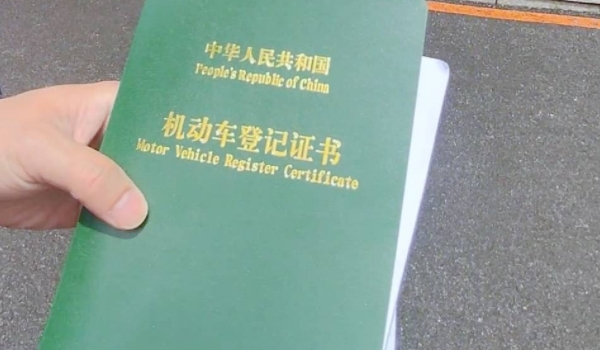 中华人民共和国
People's Republic of China
机动车登记证书
Motor Vehicle Register Certificate